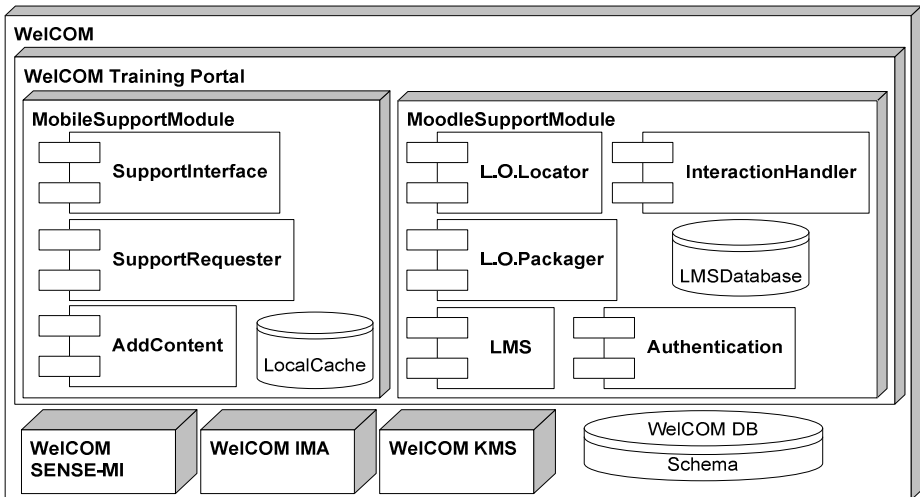 WelCOM
WelCOM Training Portal
MobileSupportModule
SupportInterface
SupportRequester
AddContent
LocalCache
MoodleSupportModule
L.O.Locator
InteractionHandler
L.O.Packager
LMSDatabase
LMS
Authentication
WelCOM
SENSE-MI
WelCOM IMA
WelCOM KMS
WelCOM DB
Schema